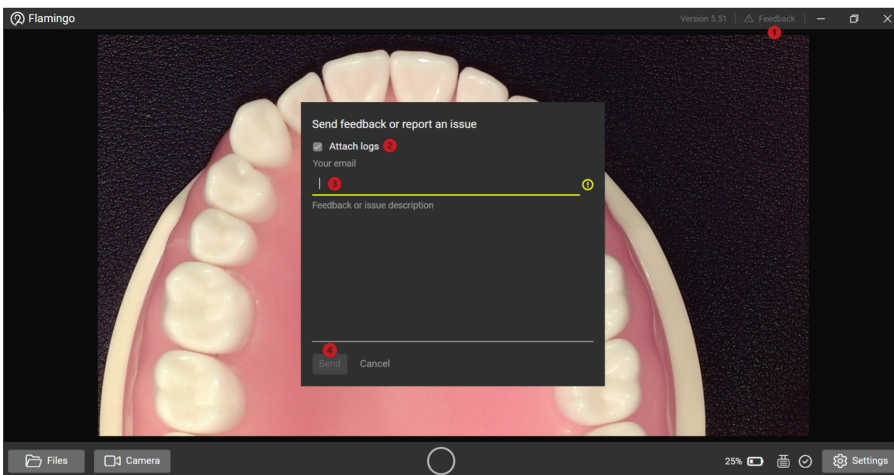 Flamingo
Version 5.51 Feedback
1
Send feedback or report an issue
Attach logs 2
Your email
3
Feedback or issue description
4
Send Cancel
Files Camera 25% Settings